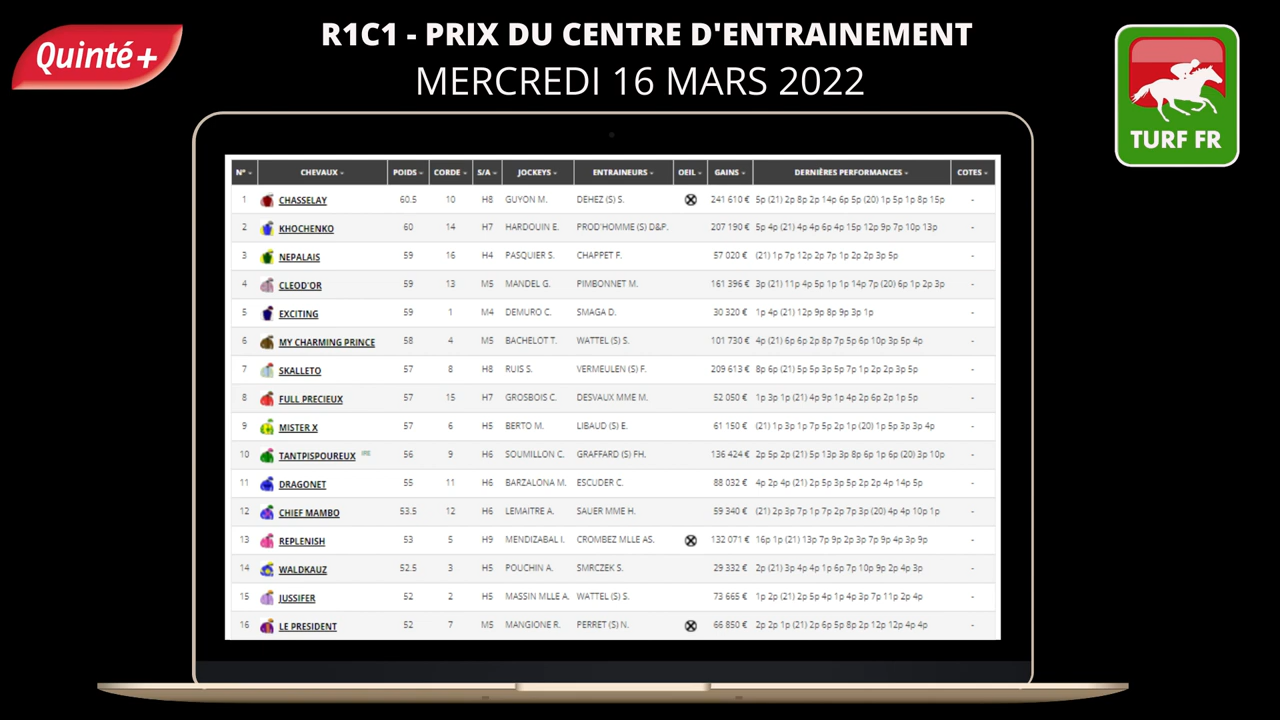 R1C1 - PRIX DU CENTRE D'ENTRAINEMENT
MERCREDI 16 MARS 2022
Quinté+
TURF FR
N° CHEVAUX POIDS CORDE S/A JOCKEYS ENTRAINEURS OEIL GAINS DERNIÈRES PERFORMANCES COTES
1 CHASSELAY 60.5 10 H8 GUYON M. DEHEZ (S) S. 241 610 € 5p (21) 2p 8p 2p 14p 6p 5p (20) 1p 5p 1p 8p 15p -
2 KHOCHENKO 60 14 H7 HARDOUIN E. PROD'HOMME (S) D&P. 207 190 € 5p 4p (21) 4p 4p 6p 4p 15p 12p 9p 7p 10p 13p -
3 NEPALAIS 59 16 H4 PASQUIER S. CHAPPET F. 57 020 € (21) 1p 7p 12p 2p 7p 1p 2p 2p 3p 5p -
4 CLEOD'OR 59 13 M5 MANDEL G. PIMBONNET M. 161 396 € 3p (21) 11p 4p 5p 1p 1p 14p 7p (20) 6p 1p 2p 3p -
5 EXCITING 59 1 M4 DEMURO C. SMAGA D. 30 320 € 1p 4p (21) 12p 9p 8p 9p 3p 1p -
6 MY CHARMING PRINCE 58 4 M5 BACHELOT T. WATTEL (S) S. 101 730 € 4p (21) 6p 6p 2p 8p 7p 5p 6p 10p 3p 5p 4p -
7 SKALLETO 57 8 H8 RUIS S. VERMEULEN (S) F. 209 613 € 8p 6p (21) 5p 5p 3p 5p 7p 1p 2p 2p 3p 5p -
8 FULL PRECIEUX 57 15 H7 GROSBOIS C. DESVAUX MME M. 52 050 € 1p 3p 1p (21) 4p 9p 1p 4p 2p 6p 2p 1p 5p -
9 MISTER X 57 6 H5 BERTO M. LIBAUD (S) E. 61 150 € (21) 1p 3p 1p 7p 5p 2p 1p (20) 1p 5p 3p 3p 4p -
10 TANTPISPOUREUX 56 9 H6 SOUMILLON C. GRAFFARD (S) FH. 136 424 € 2p 5p 2p (21) 5p 13p 3p 8p 6p 1p 6p (20) 3p 10p -
11 DRAGONET 55 11 H6 BARZALONA M. ESCUDER C. 88 032 € 4p 2p 4p (21) 2p 5p 3p 5p 2p 2p 4p 14p 5p -
12 CHIEF MAMBO 53.5 12 H6 LEMAITRE A. SAUER MME H. 59 340 € (21) 2p 3p 7p 1p 7p 2p 7p 3p (20) 4p 4p 10p 1p -
13 REPLENISH 53 5 H9 MENDIZABAL I. CROMBEZ MLLE AS. 132 071 € 16p 1p (21) 13p 7p 9p 2p 3p 7p 9p 4p 3p 9p -
14 WALDKAUZ 52.5 3 H5 POUCHIN A. SMRCZEK S. 29 332 € 2p (21) 3p 4p 4p 1p 6p 7p 10p 9p 2p 4p 3p -
15 JUSSIFER 52 2 H5 MASSIN MLLE A. WATTEL (S) S. 73 665 € 1p 2p (21) 2p 5p 4p 1p 4p 3p 7p 11p 2p 4p -
16 LE PRESIDENT 52 7 M5 MANGIONE R. PERRET (S) N. 66 850 € 2p 2p 1p (21) 2p 6p 5p 8p 2p 12p 12p 4p 4p -